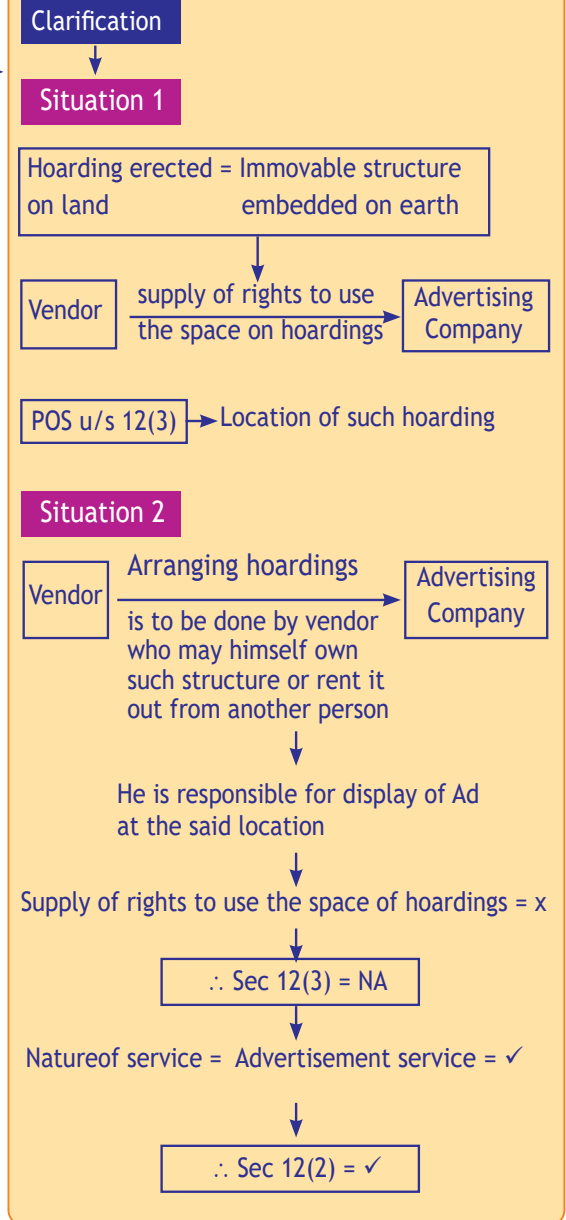 Clarification
Situation 1
Hoarding erected = Immovable structure
on land embedded on earth
Vendor
supply of rights to use
the space on hoardings
Advertising
Company
POS u/s 12(3)
Location of such hoarding
Situation 2
Vendor
Arranging hoardings
is to be done by vendor
who may himself own
such structure or rent it
out from another person
Advertising
Company
He is responsible for display of Ad
at the said location
Supply of rights to use the space of hoardings = x
∴ Sec 12(3) = NA
Natureof service = Advertisement service = ✓
∴ Sec 12(2) = ✓